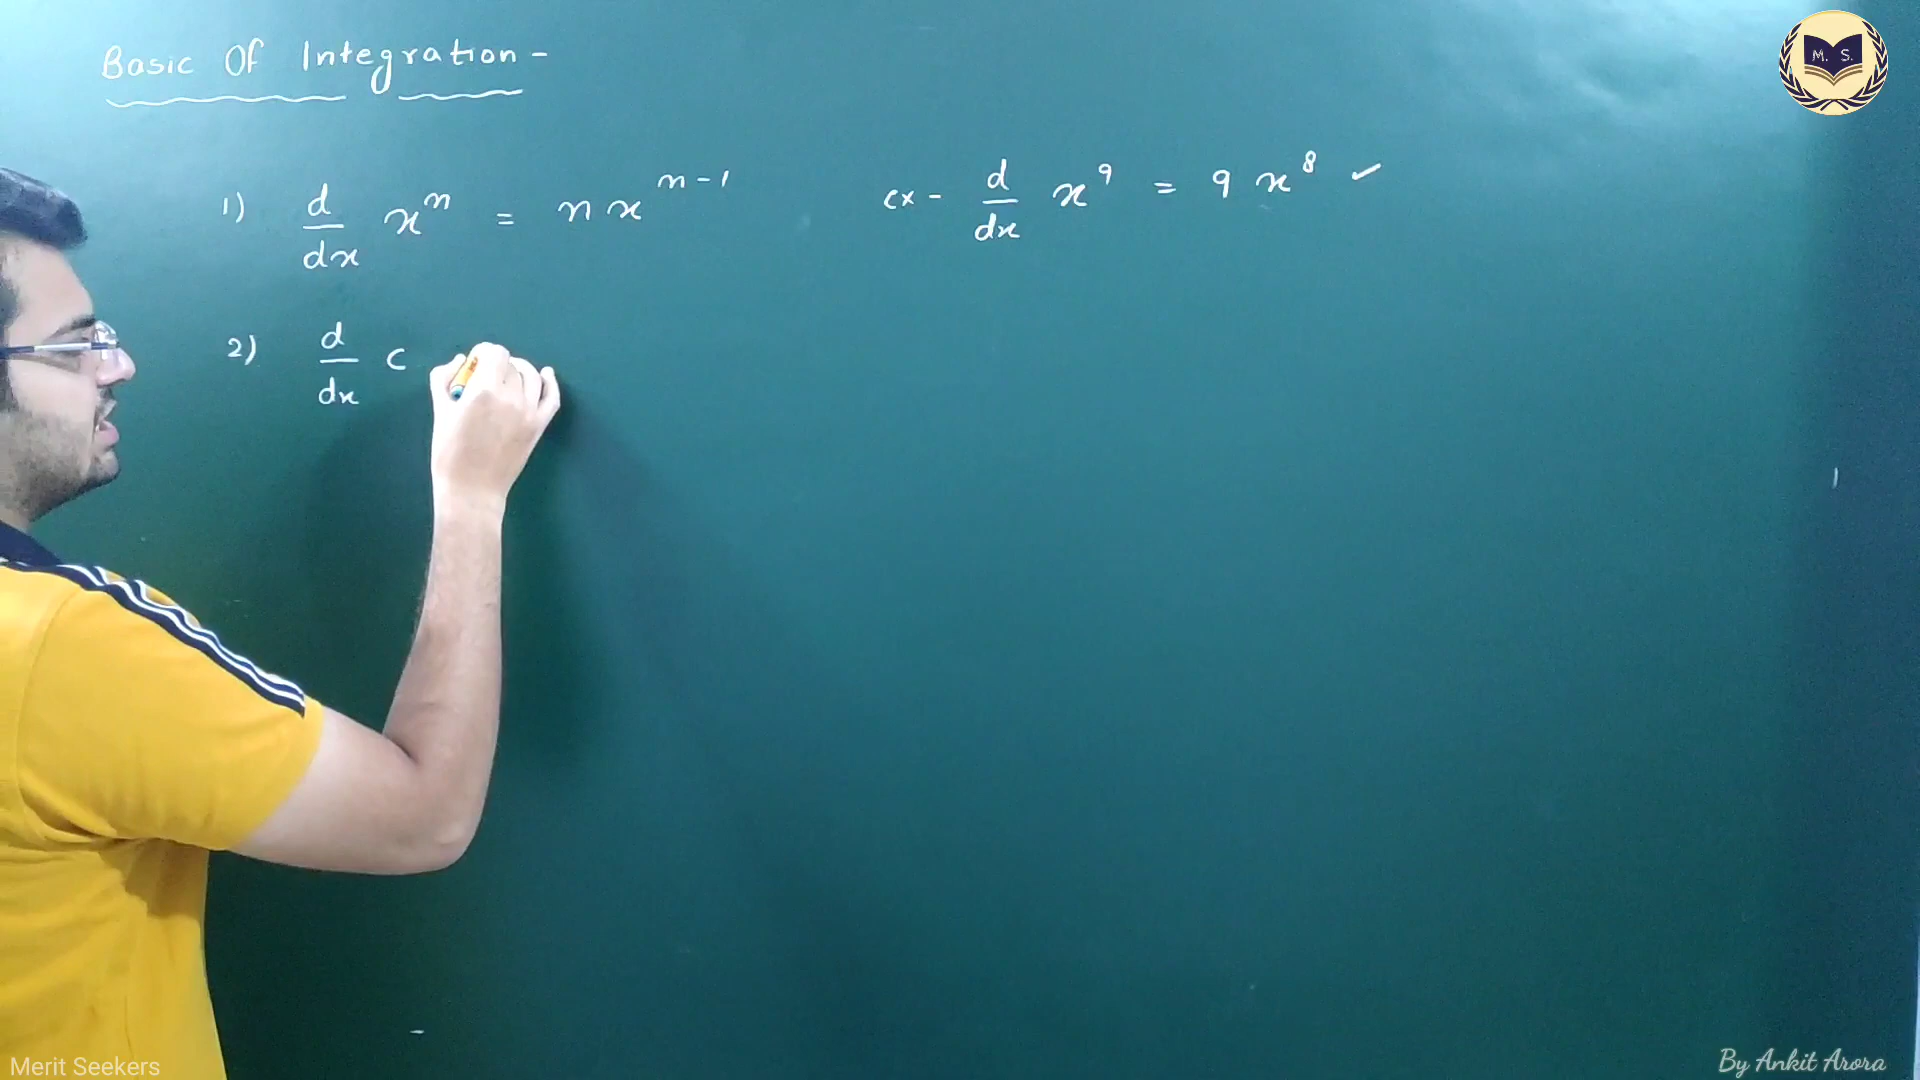 Basic Of Integration -
1) d/dx x^n = n x^(n-1)
ex - d/dx x^9 = 9 x^8 ✓
2) d/dx c
M. S.
Merit Seekers
By Ankit Arora